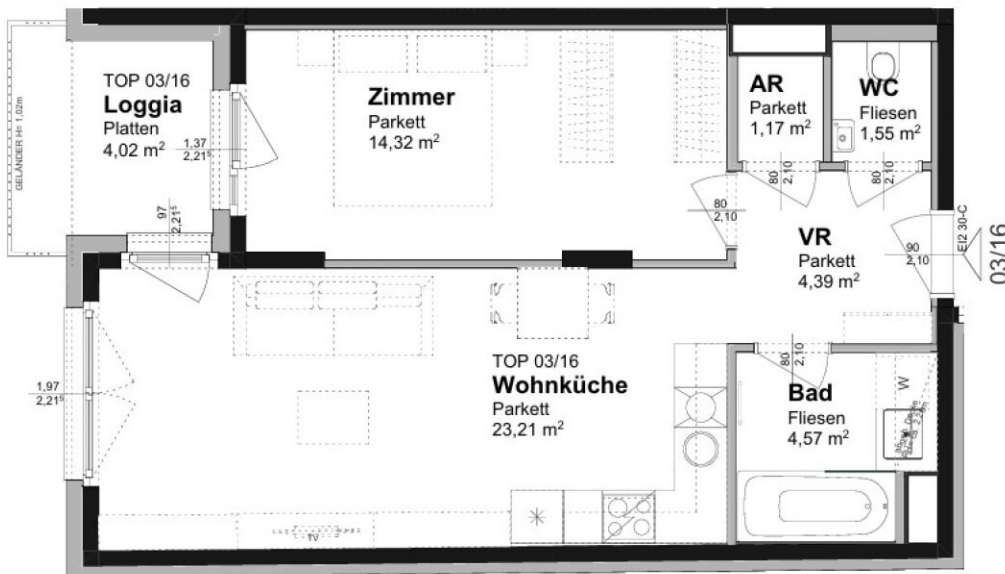 GELÄNDER H= 1,02m
TOP 03/16
Loggia
Platten
4,02 m²
1,37
2,21⁵
97
2,21⁵
Zimmer
Parkett
14,32 m²
80
2,10
AR
Parkett
1,17 m²
80
2,10
WC
Fliesen
1,55 m²
80
2,10
VR
Parkett
4,39 m²
90
2,10
EI2 30-C
03/16
1,97
2,21⁵
TOP 03/16
Wohnküche
Parkett
23,21 m²
TV
80
2,10
Bad
Fliesen
4,57 m²
W